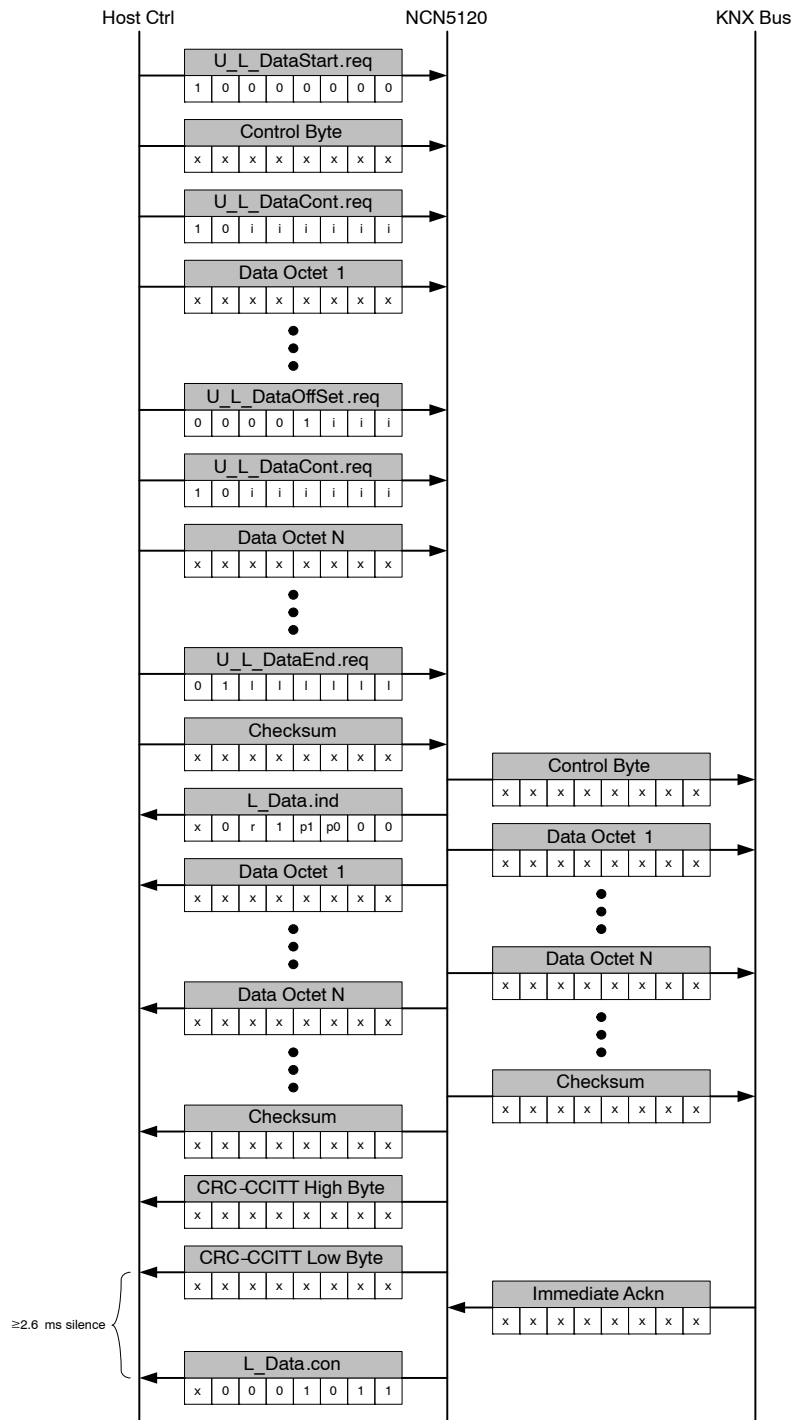 Host Ctrl NCN5120 KNX Bus
U_L_DataStart.req
1 0 0 0 0 0 0 0
Control Byte
x x x x x x x x
U_L_DataCont.req
1 0 i i i i i i
Data Octet 1
x x x x x x x x
U_L_DataOffSet.req
0 0 0 0 1 i i i
U_L_DataCont.req
1 0 i i i i i i
Data Octet N
x x x x x x x x
U_L_DataEnd.req
0 1 l l l l l l
Checksum
x x x x x x x x
Control Byte
x x x x x x x x
L_Data.ind
x 0 r 1 p1 p0 0 0
Data Octet 1
x x x x x x x x
Data Octet 1
x x x x x x x x
Data Octet N
x x x x x x x x
Data Octet N
x x x x x x x x
Checksum
x x x x x x x x
Checksum
x x x x x x x x
CRC-CCITT High Byte
x x x x x x x x
CRC-CCITT Low Byte
x x x x x x x x
Immediate Ackn
x x x x x x x x
≥2.6 ms silence
L_Data.con
x 0 0 0 1 0 1 1